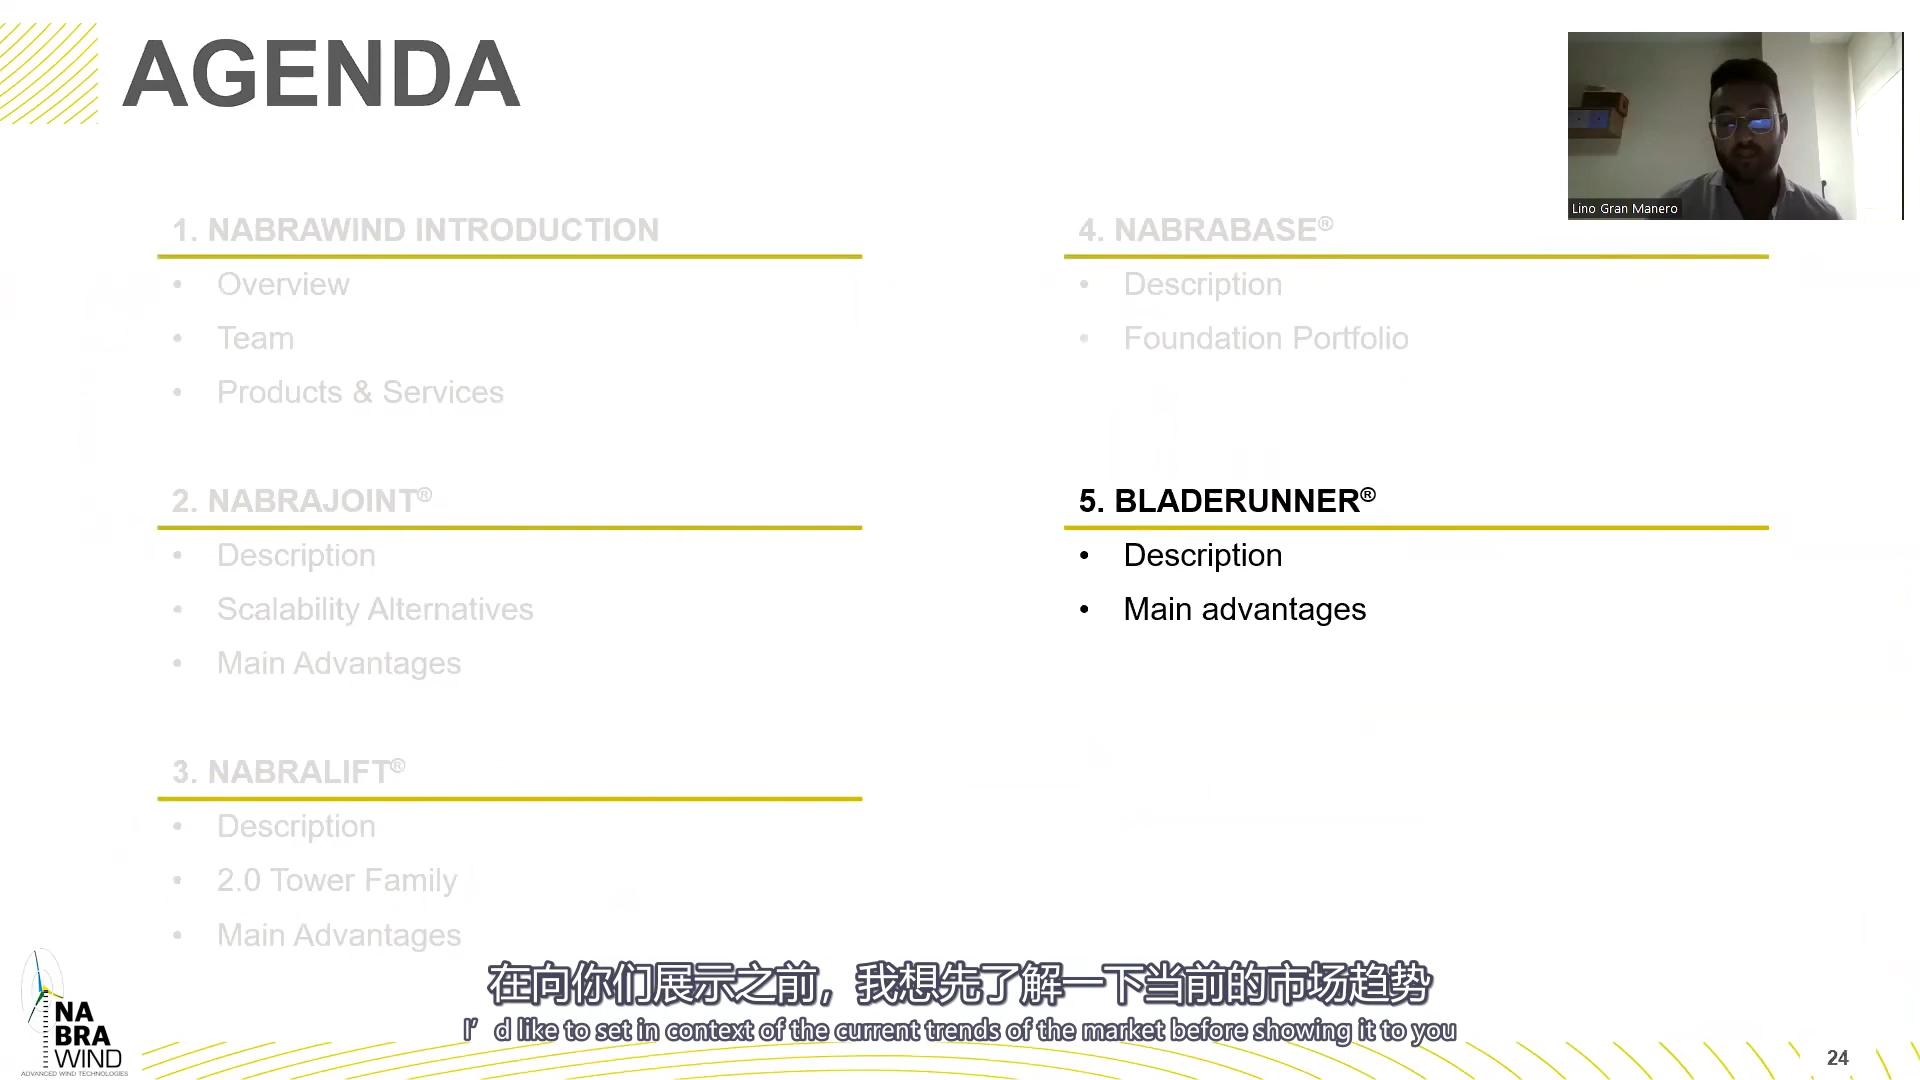 AGENDA
Lino Gran Manero
1. NABRAWIND INTRODUCTION
• Overview
• Team
• Products & Services
2. NABRAJOINT®
• Description
• Scalability Alternatives
• Main Advantages
3. NABRALIFT®
• Description
• 2.0 Tower Family
• Main Advantages
4. NABRABASE®
• Description
• Foundation Portfolio
5. BLADERUNNER®
• Description
• Main advantages
在向你们展示之前，我想先了解一下当前的市场趋势
I'd like to set in context of the current trends of the market before showing it to you
NA
BRA
WIND
ADVANCED WIND TECHNOLOGIES
24